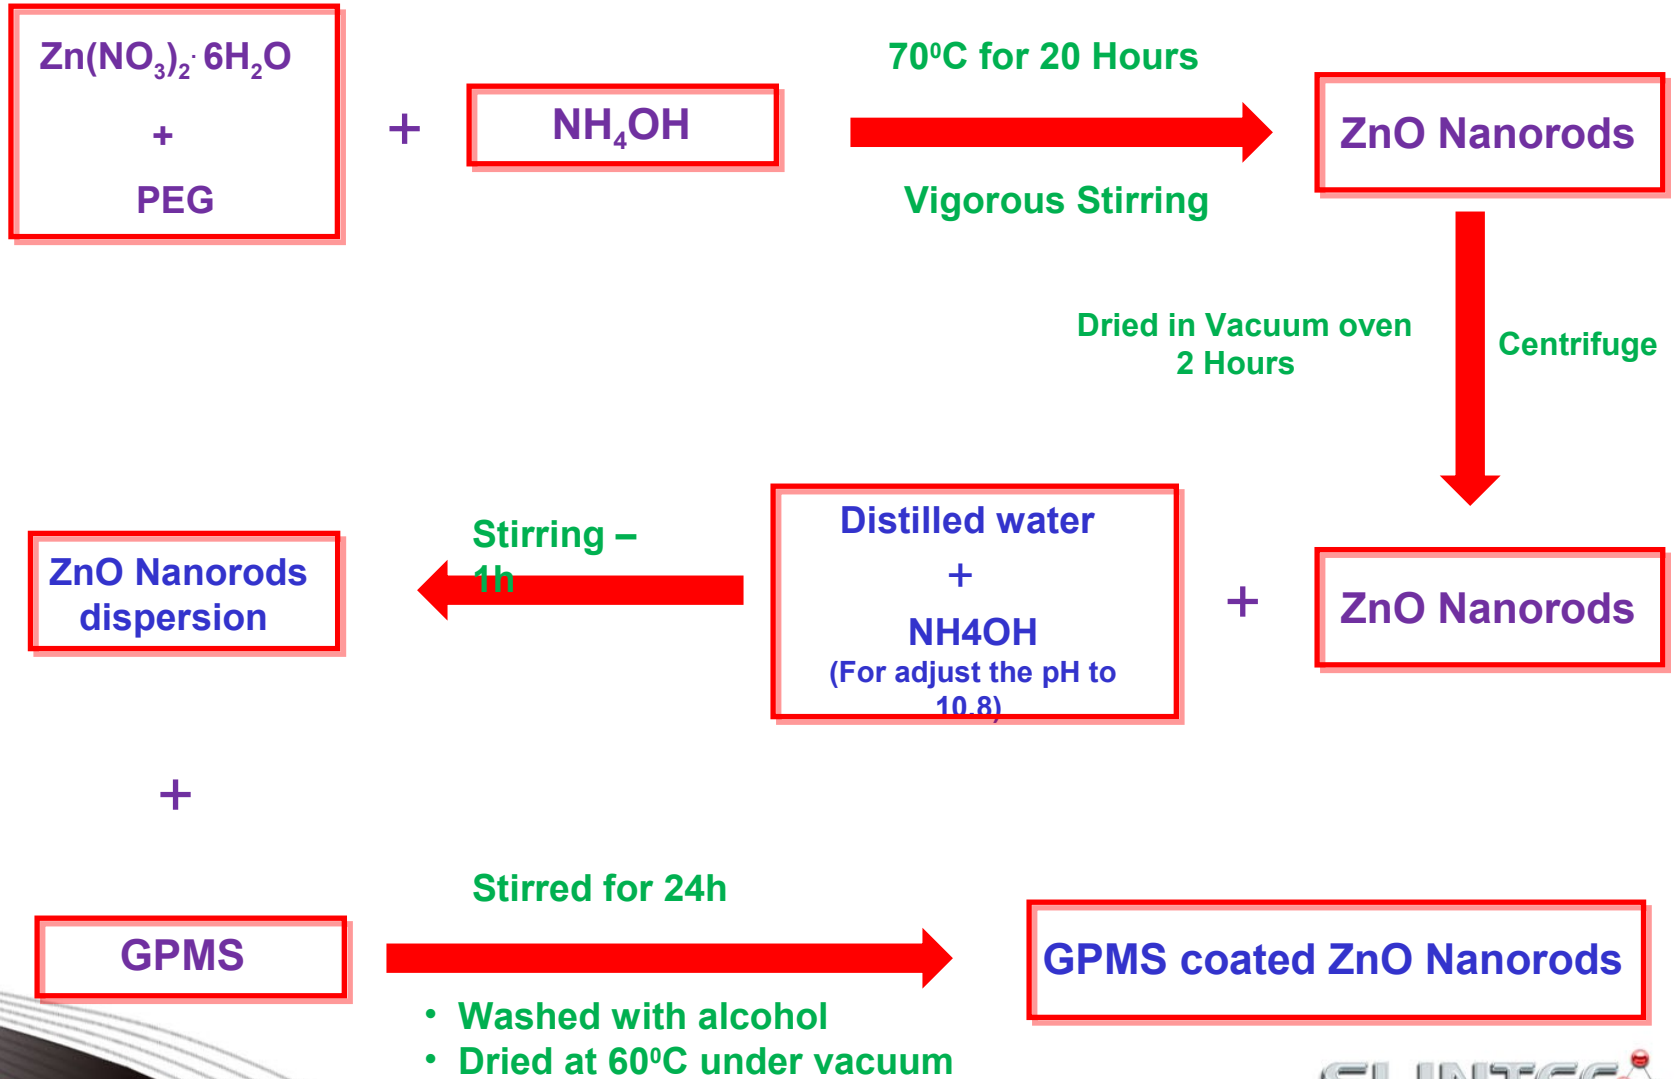 Zn(NO₃)₂· 6H₂O
+
PEG
+
NH₄OH
70⁰C for 20 Hours
Vigorous Stirring
ZnO Nanorods
Dried in Vacuum oven
2 Hours
Centrifuge
ZnO Nanorods
+
Distilled water
+
NH4OH
(For adjust the pH to
10.8)
Stirring –
1h
ZnO Nanorods
dispersion
+
GPMS
Stirred for 24h
• Washed with alcohol
• Dried at 60⁰C under vacuum
GPMS coated ZnO Nanorods